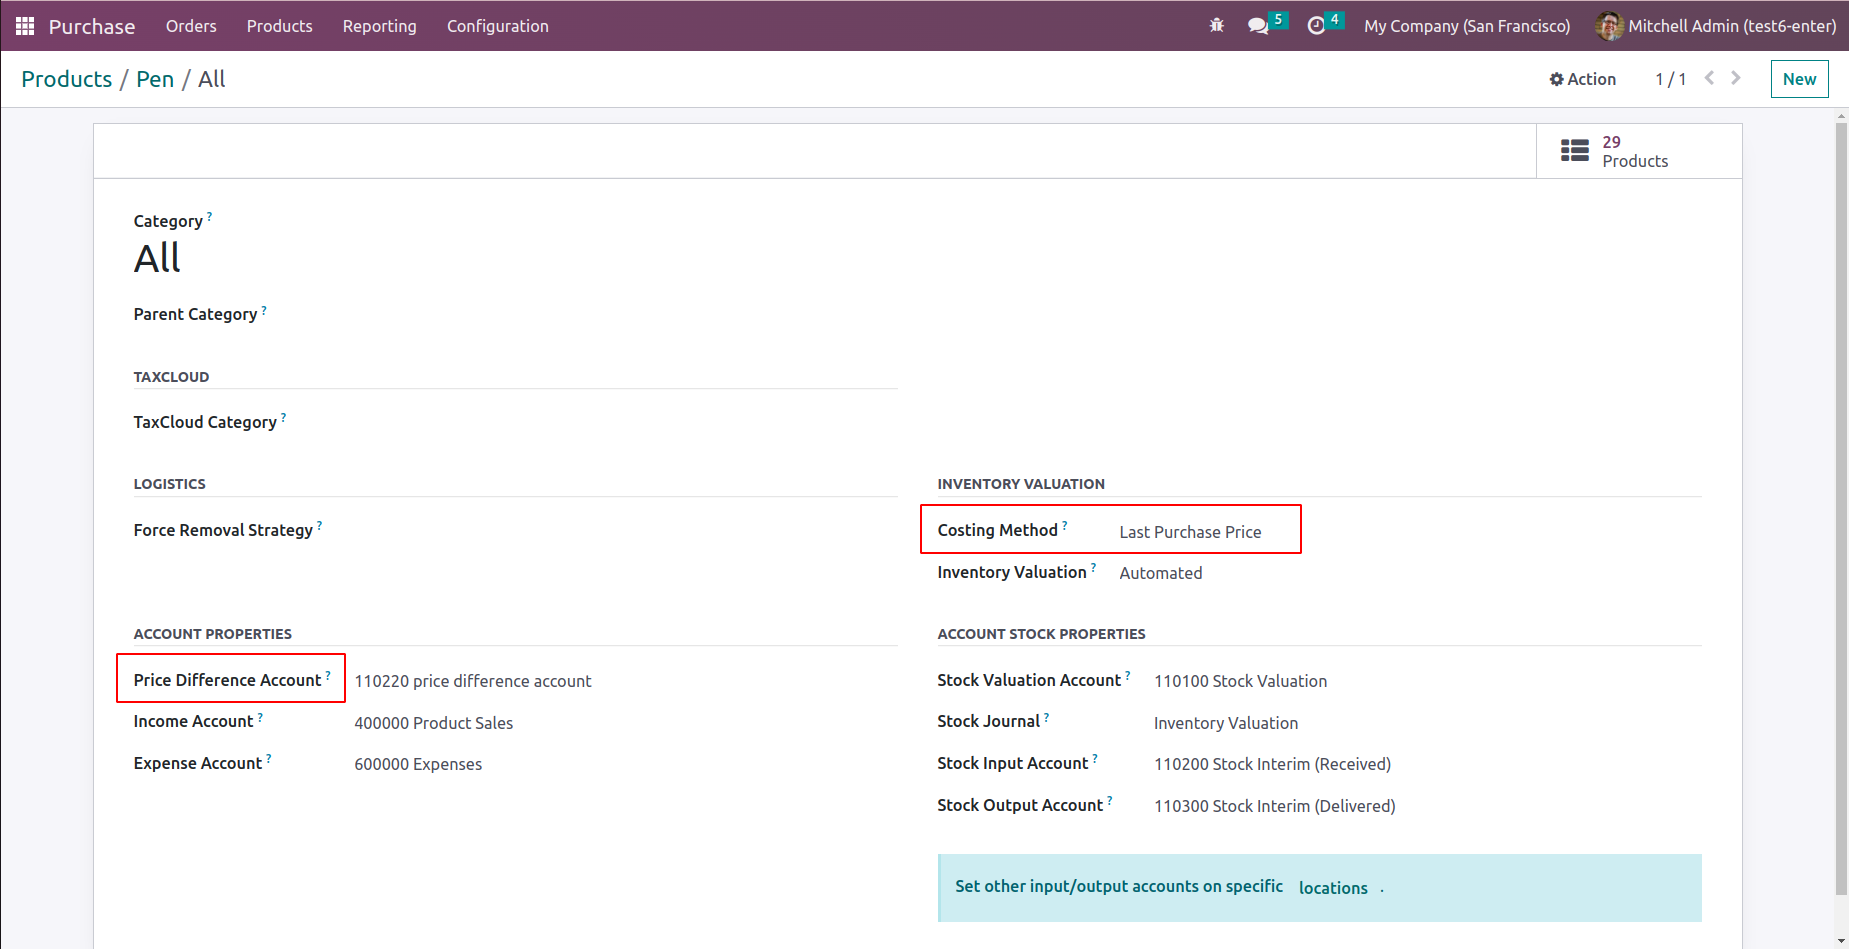 Purchase Orders Products Reporting Configuration 5 4 My Company (San Francisco) Mitchell Admin (test6-enter)
Products / Pen / All Action 1 / 1 New
29
Products
Category ?
All
Parent Category ?
TAXCLOUD
TaxCloud Category ?
LOGISTICS
Force Removal Strategy ?
INVENTORY VALUATION
Costing Method ? Last Purchase Price
Inventory Valuation ? Automated
ACCOUNT PROPERTIES
Price Difference Account ? 110220 price difference account
Income Account ? 400000 Product Sales
Expense Account ? 600000 Expenses
ACCOUNT STOCK PROPERTIES
Stock Valuation Account ? 110100 Stock Valuation
Stock Journal ? Inventory Valuation
Stock Input Account ? 110200 Stock Interim (Received)
Stock Output Account ? 110300 Stock Interim (Delivered)
Set other input/output accounts on specific locations .